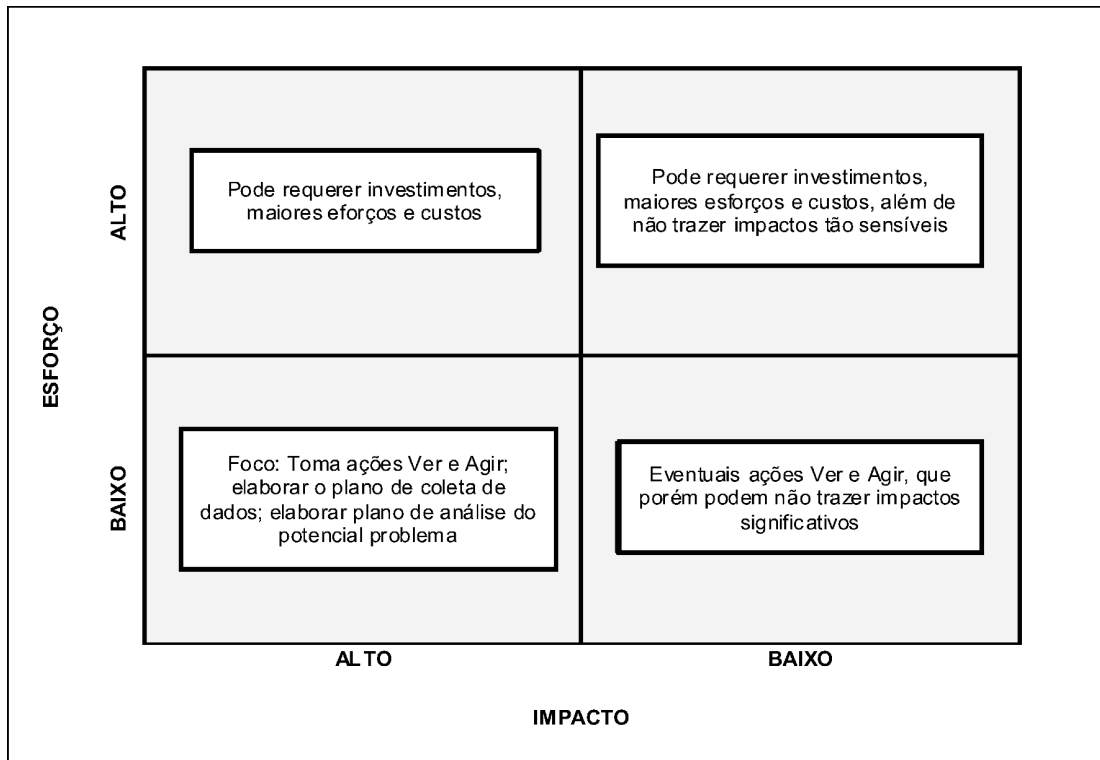 Pode requerer investimentos,
maiores eforços e custos
Pode requerer investimentos,
maiores esforços e custos, além de
não trazer impactos tão sensíveis
ALTO
ESFORÇO
Foco: Toma ações Ver e Agir;
elaborar o plano de coleta de
dados; elaborar plano de análise do
potencial problema
Eventuais ações Ver e Agir, que
porém podem não trazer impactos
significativos
BAIXO
ALTO
BAIXO
IMPACTO